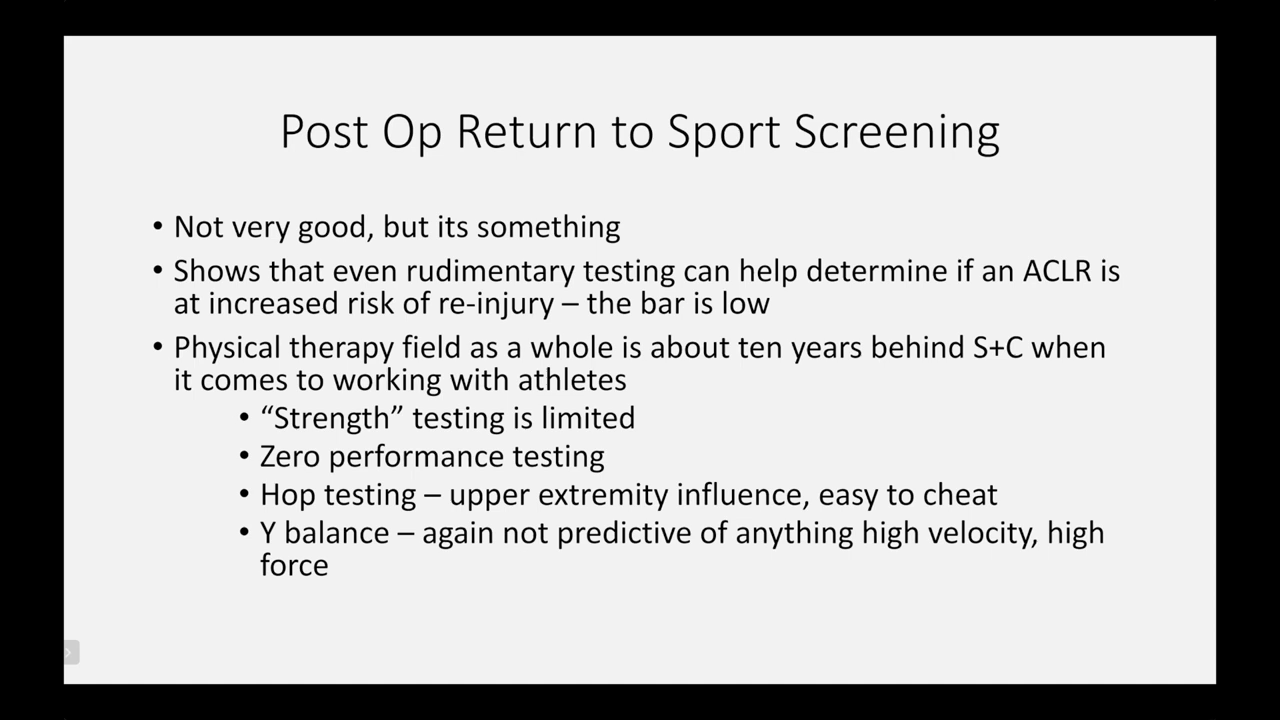 Post Op Return to Sport Screening
• Not very good, but its something
• Shows that even rudimentary testing can help determine if an ACLR is
at increased risk of re-injury – the bar is low
• Physical therapy field as a whole is about ten years behind S+C when
it comes to working with athletes
• “Strength” testing is limited
• Zero performance testing
• Hop testing – upper extremity influence, easy to cheat
• Y balance – again not predictive of anything high velocity, high
force